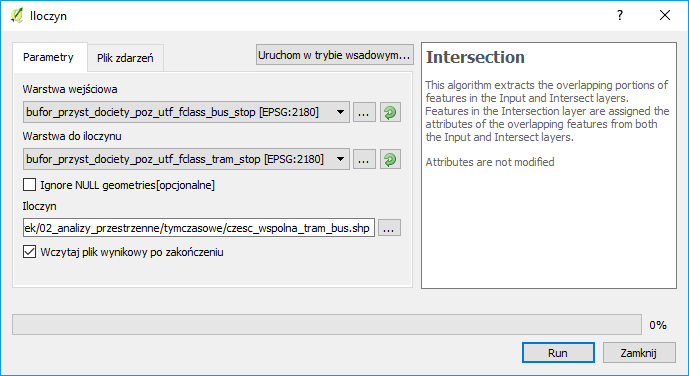 Iloczyn
Parametry
Plik zdarzeń
Uruchom w trybie wsadowym...
Warstwa wejściowa
bufor_przyst_dociety_poz_utf_fclass_bus_stop [EPSG:2180]
...
Warstwa do iloczynu
bufor_przyst_dociety_poz_utf_fclass_tram_stop [EPSG:2180]
...
Ignore NULL geometries[opcjonalne]
Iloczyn
ek/02_analizy_przestrzenne/tymczasowe/czesc_wspolna_tram_bus.shp
...
Wczytaj plik wynikowy po zakończeniu
Intersection
This algorithm extracts the overlapping portions of
features in the Input and Intersect layers.
Features in the Intersection layer are assigned the
attributes of the overlapping features from both
the Input and Intersect layers.
Attributes are not modified
0%
Run
Zamknij